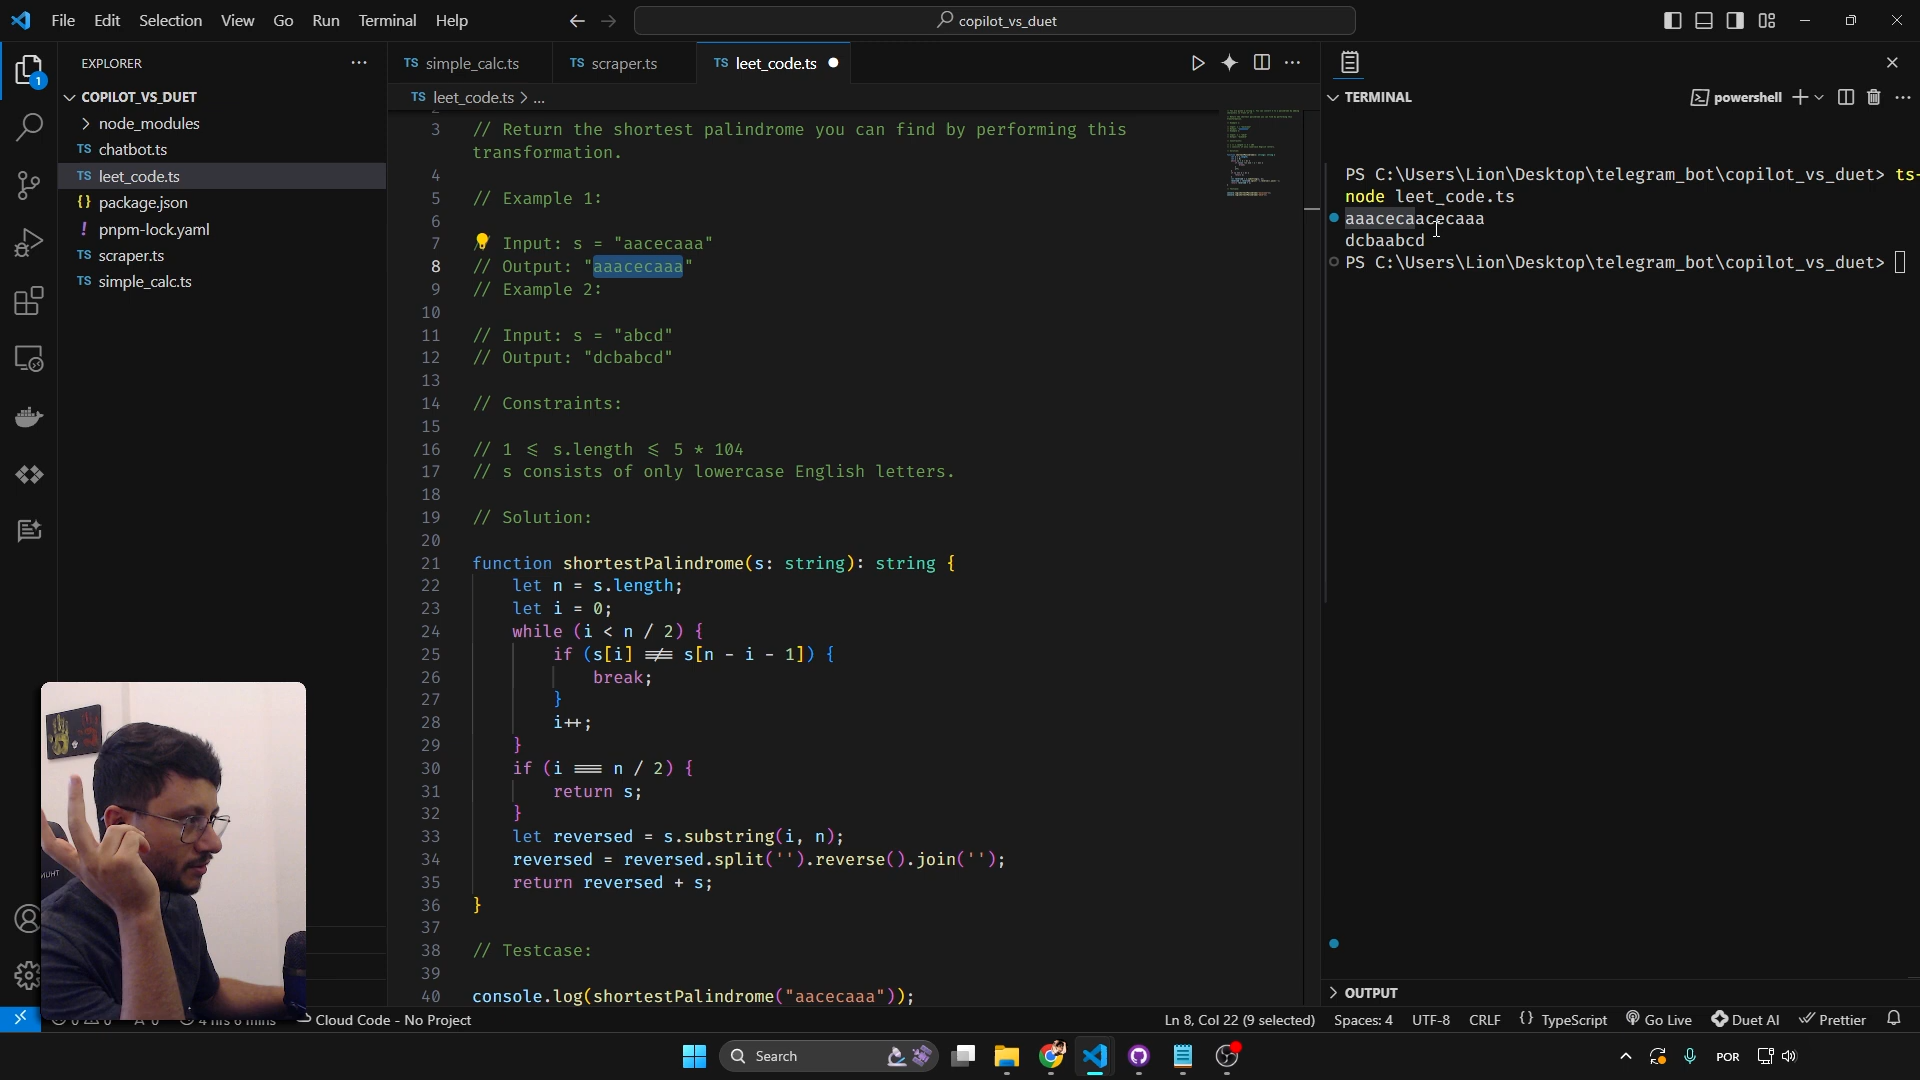 File Edit Selection View Go Run Terminal Help
copilot_vs_duet
EXPLORER
COPILOT_VS_DUET
node_modules
TS chatbot.ts
TS leet_code.ts
{} package.json
! pnpm-lock.yaml
TS scraper.ts
TS simple_calc.ts
1
TS simple_calc.ts
TS scraper.ts
TS leet_code.ts
TS leet_code.ts > ...
3 // Return the shortest palindrome you can find by performing this
transformation.
4
5 // Example 1:
6
7 // Input: s = "aacecaaa"
8 // Output: "aaacecaaa"
9 // Example 2:
10
11 // Input: s = "abcd"
12 // Output: "dcbabcd"
13
14 // Constraints:
15
16 // 1 <= s.length <= 5 * 104
17 // s consists of only lowercase English letters.
18
19 // Solution:
20
21 function shortestPalindrome(s: string): string {
22 let n = s.length;
23 let i = 0;
24 while (i < n / 2) {
25 if (s[i] !== s[n - i - 1]) {
26 break;
27 }
28 i++;
29 }
30 if (i === n / 2) {
31 return s;
32 }
33 let reversed = s.substring(i, n);
34 reversed = reversed.split('').reverse().join('');
35 return reversed + s;
36 }
37
38 // Testcase:
39
40 console.log(shortestPalindrome("aacecaaa"));
TERMINAL
powershell
PS C:\Users\Lion\Desktop\telegram_bot\copilot_vs_duet> ts-
node leet_code.ts
aaacecaacecaaa
dcbaabcd
PS C:\Users\Lion\Desktop\telegram_bot\copilot_vs_duet>
OUTPUT
Cloud Code - No Project
Ln 8, Col 22 (9 selected) Spaces: 4 UTF-8 CRLF {} TypeScript Go Live Duet AI Prettier
Search
POR